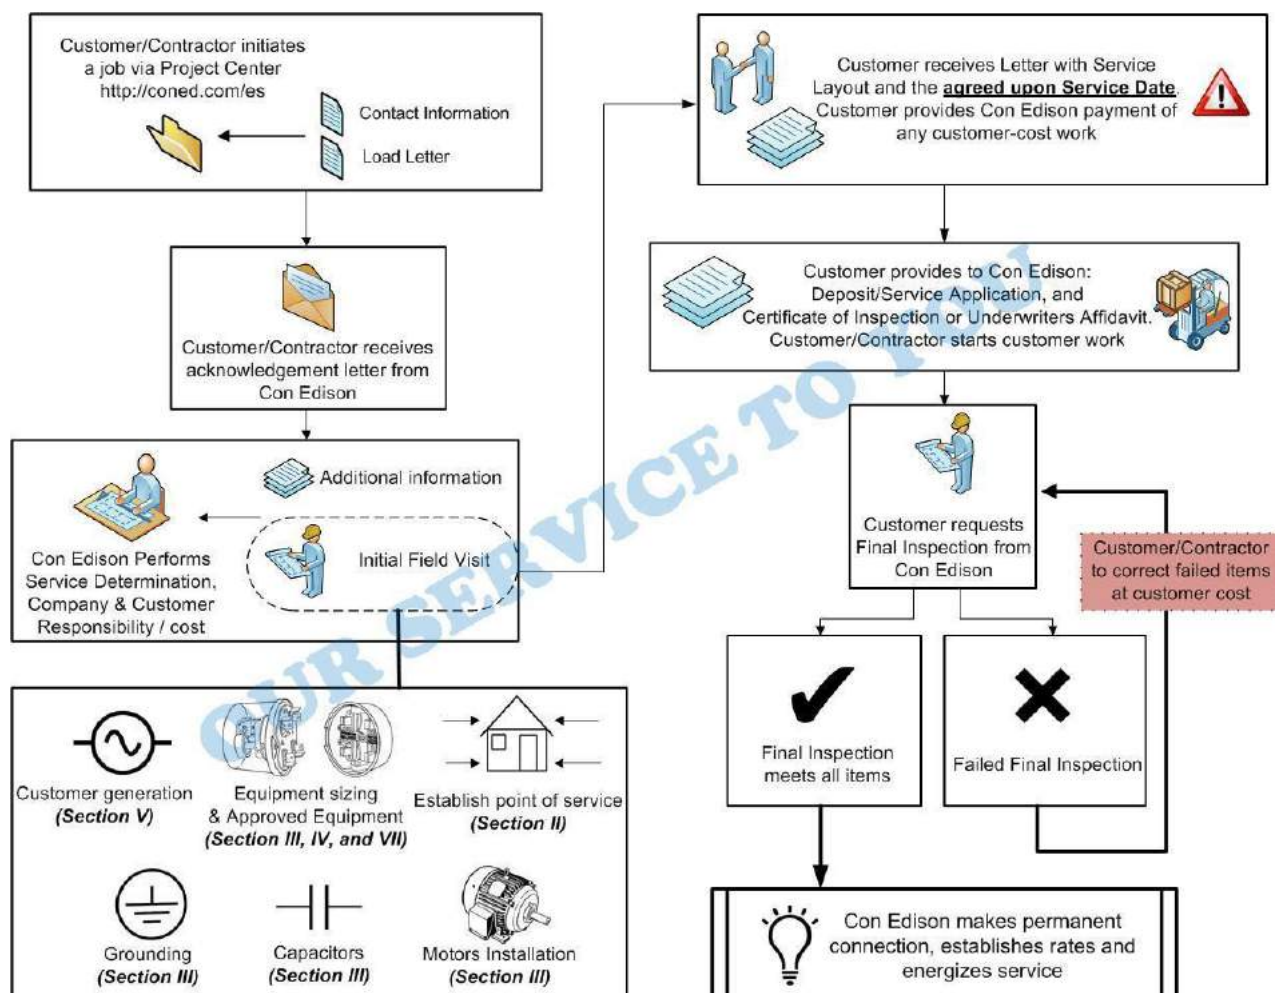 Customer/Contractor initiates
a job via Project Center
http://coned.com/es
Contact Information
Load Letter
Customer/Contractor receives
acknowledgement letter from
Con Edison
Additional information
Initial Field Visit
Con Edison Performs
Service Determination,
Company & Customer
Responsibility / cost
Customer generation
(Section V)
Equipment sizing
& Approved Equipment
(Section III, IV, and VII)
Establish point of service
(Section II)
Grounding
(Section III)
Capacitors
(Section III)
Motors Installation
(Section III)
Customer receives Letter with Service
Layout and the agreed upon Service Date.
Customer provides Con Edison payment of
any customer-cost work
Customer provides to Con Edison:
Deposit/Service Application, and
Certificate of Inspection or Underwriters Affidavit.
Customer/Contractor starts customer work
Customer requests
Final Inspection from
Con Edison
Customer/Contractor
to correct failed items
at customer cost
Final Inspection
meets all items
Failed Final Inspection
Con Edison makes permanent
connection, establishes rates and
energizes service
OUR SERVICE TO YOU